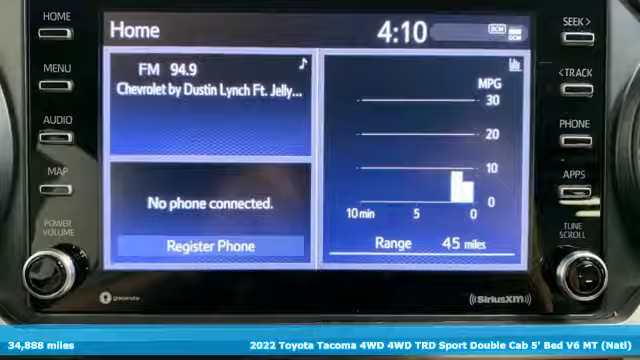 HOME
MENU
AUDIO
MAP
POWER
VOLUME
Home
4:10
DCM
DCM
FM 94.9
Chevrolet by Dustin Lynch Ft. Jelly...
No phone connected.
Register Phone
MPG
30
20
10
0
10 min 5 0
Range 45 miles
SEEK >
< TRACK
PHONE
APPS
TUNE
SCROLL
gracenote
((SiriusXM))
34,888 miles
2022 Toyota Tacoma 4WD 4WD TRD Sport Double Cab 5' Bed V6 MT (Natl)